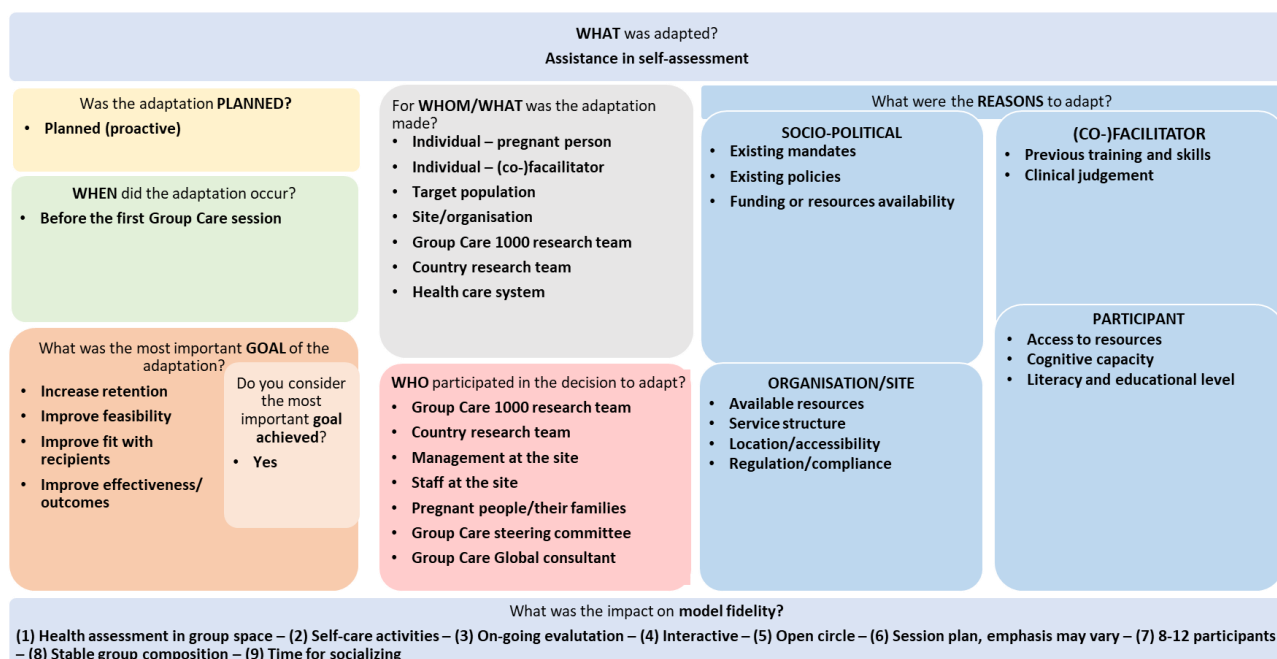 WHAT was adapted?
Assistance in self-assessment
Was the adaptation PLANNED?
• Planned (proactive)
WHEN did the adaptation occur?
• Before the first Group Care session
What was the most important GOAL of the
adaptation?
• Increase retention
• Improve feasibility
• Improve fit with
recipients
• Improve effectiveness/
outcomes
Do you consider
the most
important goal
achieved?
• Yes
For WHOM/WHAT was the adaptation
made?
• Individual – pregnant person
• Individual – (co-)facailitator
• Target population
• Site/organisation
• Group Care 1000 research team
• Country research team
• Health care system
WHO participated in the decision to adapt?
• Group Care 1000 research team
• Country research team
• Management at the site
• Staff at the site
• Pregnant people/their families
• Group Care steering committee
• Group Care Global consultant
What were the REASONS to adapt?
SOCIO-POLITICAL
• Existing mandates
• Existing policies
• Funding or resources availability
(CO-)FACILITATOR
• Previous training and skills
• Clinical judgement
ORGANISATION/SITE
• Available resources
• Service structure
• Location/accessibility
• Regulation/compliance
PARTICIPANT
• Access to resources
• Cognitive capacity
• Literacy and educational level
What was the impact on model fidelity?
(1) Health assessment in group space – (2) Self-care activities – (3) On-going evalutation – (4) Interactive – (5) Open circle – (6) Session plan, emphasis may vary – (7) 8-12 participants
– (8) Stable group composition – (9) Time for socializing